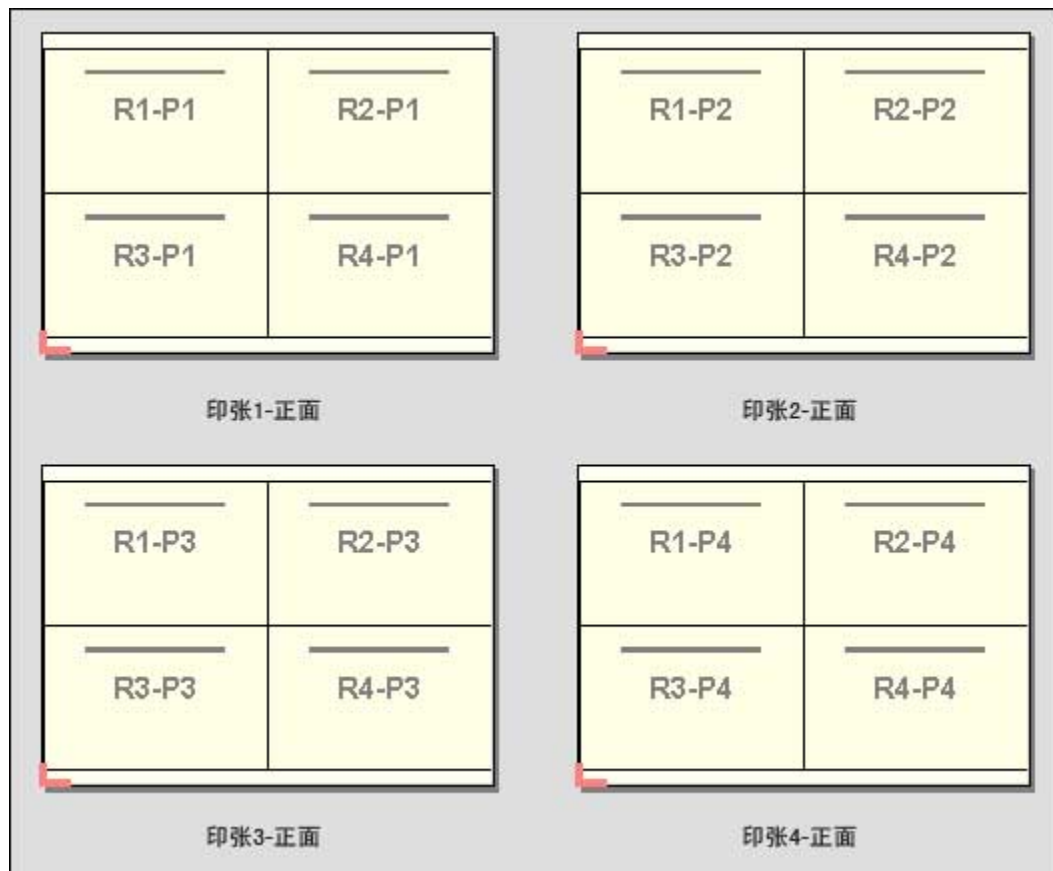 R1-P1 R2-P1 R1-P2 R2-P2
R3-P1 R4-P1 R3-P2 R4-P2
印张1-正面 印张2-正面
R1-P3 R2-P3 R1-P4 R2-P4
R3-P3 R4-P3 R3-P4 R4-P4
印张3-正面 印张4-正面